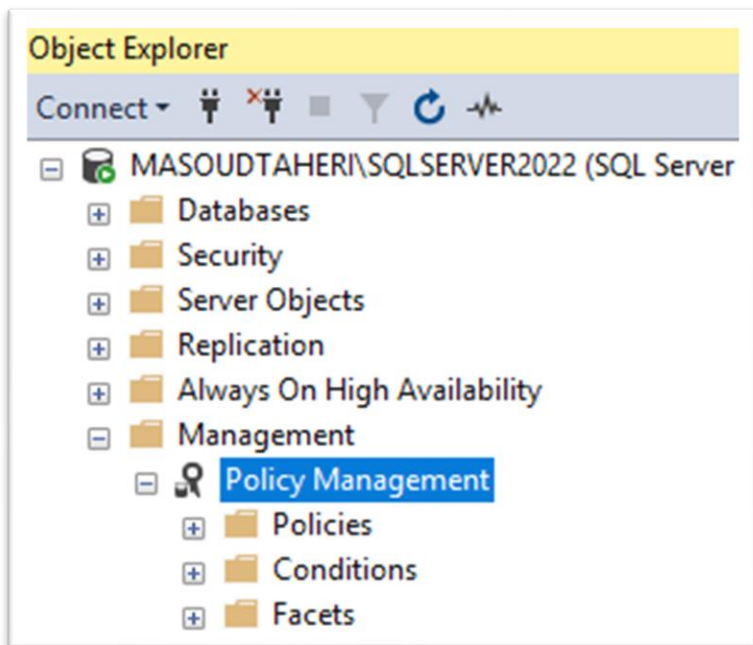 Object Explorer
Connect
MASOUDTAHERI\SQLSERVER2022 (SQL Server
Databases
Security
Server Objects
Replication
Always On High Availability
Management
Policy Management
Policies
Conditions
Facets